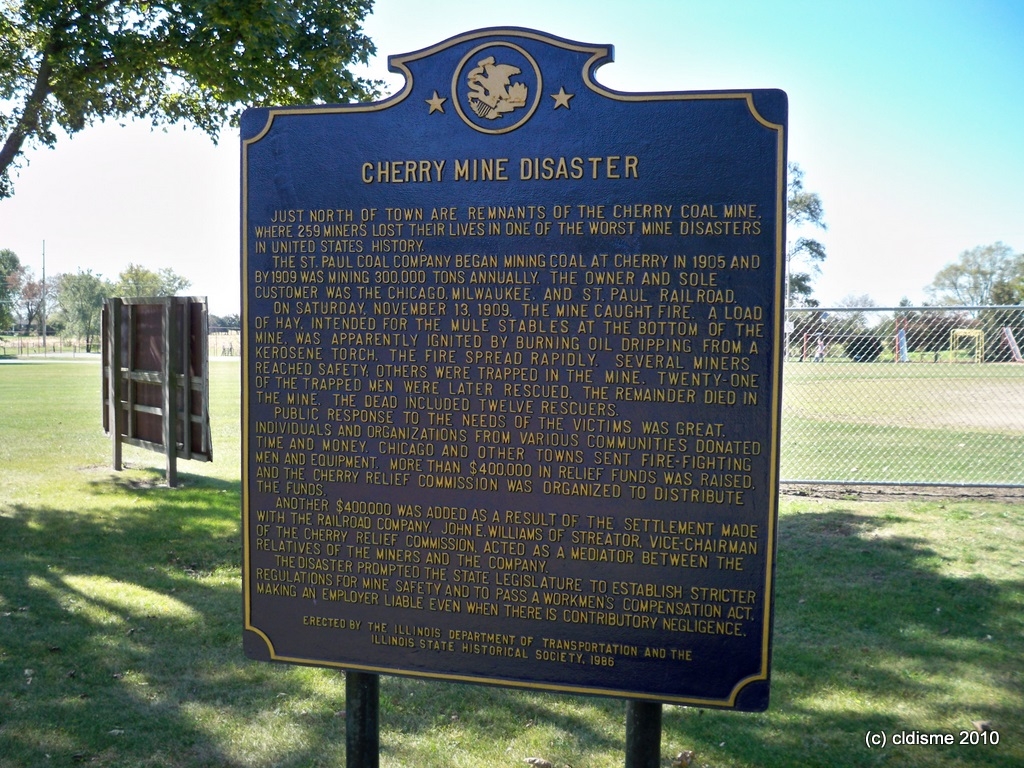 CHERRY MINE DISASTER
JUST NORTH OF TOWN ARE REMNANTS OF THE CHERRY COAL MINE,
WHERE 259 MINERS LOST THEIR LIVES IN ONE OF THE WORST MINE DISASTERS
IN UNITED STATES HISTORY.
THE ST. PAUL COAL COMPANY BEGAN MINING COAL AT CHERRY IN 1905 AND
BY 1909 WAS MINING 300,000 TONS ANNUALLY. THE OWNER AND SOLE
CUSTOMER WAS THE CHICAGO, MILWAUKEE, AND ST. PAUL RAILROAD.
ON SATURDAY, NOVEMBER 13, 1909, THE MINE CAUGHT FIRE. A LOAD
OF HAY, INTENDED FOR THE MULE STABLES AT THE BOTTOM OF THE
MINE, WAS APPARENTLY IGNITED BY BURNING OIL DRIPPING FROM A
KEROSENE TORCH. THE FIRE SPREAD RAPIDLY. SEVERAL MINERS
REACHED SAFETY, OTHERS WERE TRAPPED IN THE MINE. TWENTY-ONE
OF THE TRAPPED MEN WERE LATER RESCUED. THE REMAINDER DIED IN
THE MINE. THE DEAD INCLUDED TWELVE RESCUERS.
PUBLIC RESPONSE TO THE NEEDS OF THE VICTIMS WAS GREAT.
INDIVIDUALS AND ORGANIZATIONS FROM VARIOUS COMMUNITIES DONATED
TIME AND MONEY. CHICAGO AND OTHER TOWNS SENT FIRE-FIGHTING
MEN AND EQUIPMENT. MORE THAN $400,000 IN RELIEF FUNDS WAS RAISED,
AND THE CHERRY RELIEF COMMISSION WAS ORGANIZED TO DISTRIBUTE
THE FUNDS.
ANOTHER $400,000 WAS ADDED AS A RESULT OF THE SETTLEMENT MADE
WITH THE RAILROAD COMPANY. JOHN E. WILLIAMS OF STREATOR, VICE-CHAIRMAN
OF THE CHERRY RELIEF COMMISSION, ACTED AS A MEDIATOR BETWEEN THE
RELATIVES OF THE MINERS AND THE COMPANY.
THE DISASTER PROMPTED THE STATE LEGISLATURE TO ESTABLISH STRICTER
REGULATIONS FOR MINE SAFETY AND TO PASS A WORKMEN'S COMPENSATION ACT,
MAKING AN EMPLOYER LIABLE EVEN WHEN THERE IS CONTRIBUTORY NEGLIGENCE.
ERECTED BY THE ILLINOIS DEPARTMENT OF TRANSPORTATION AND THE
ILLINOIS STATE HISTORICAL SOCIETY, 1986
(c) cldisme 2010